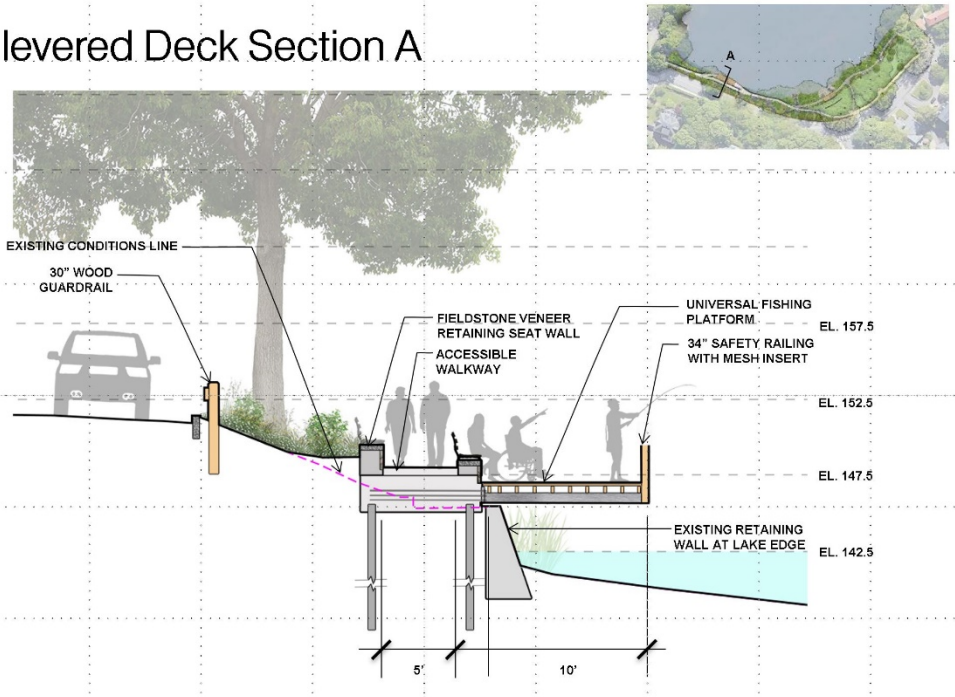 levered Deck Section A
A
EXISTING CONDITIONS LINE
30" WOOD
GUARDRAIL
FIELDSTONE VENEER
RETAINING SEAT WALL
ACCESSIBLE
WALKWAY
UNIVERSAL FISHING
PLATFORM
34" SAFETY RAILING
WITH MESH INSERT
EL. 157.5
EL. 152.5
EL. 147.5
EXISTING RETAINING
WALL AT LAKE EDGE
EL. 142.5
5'
10'